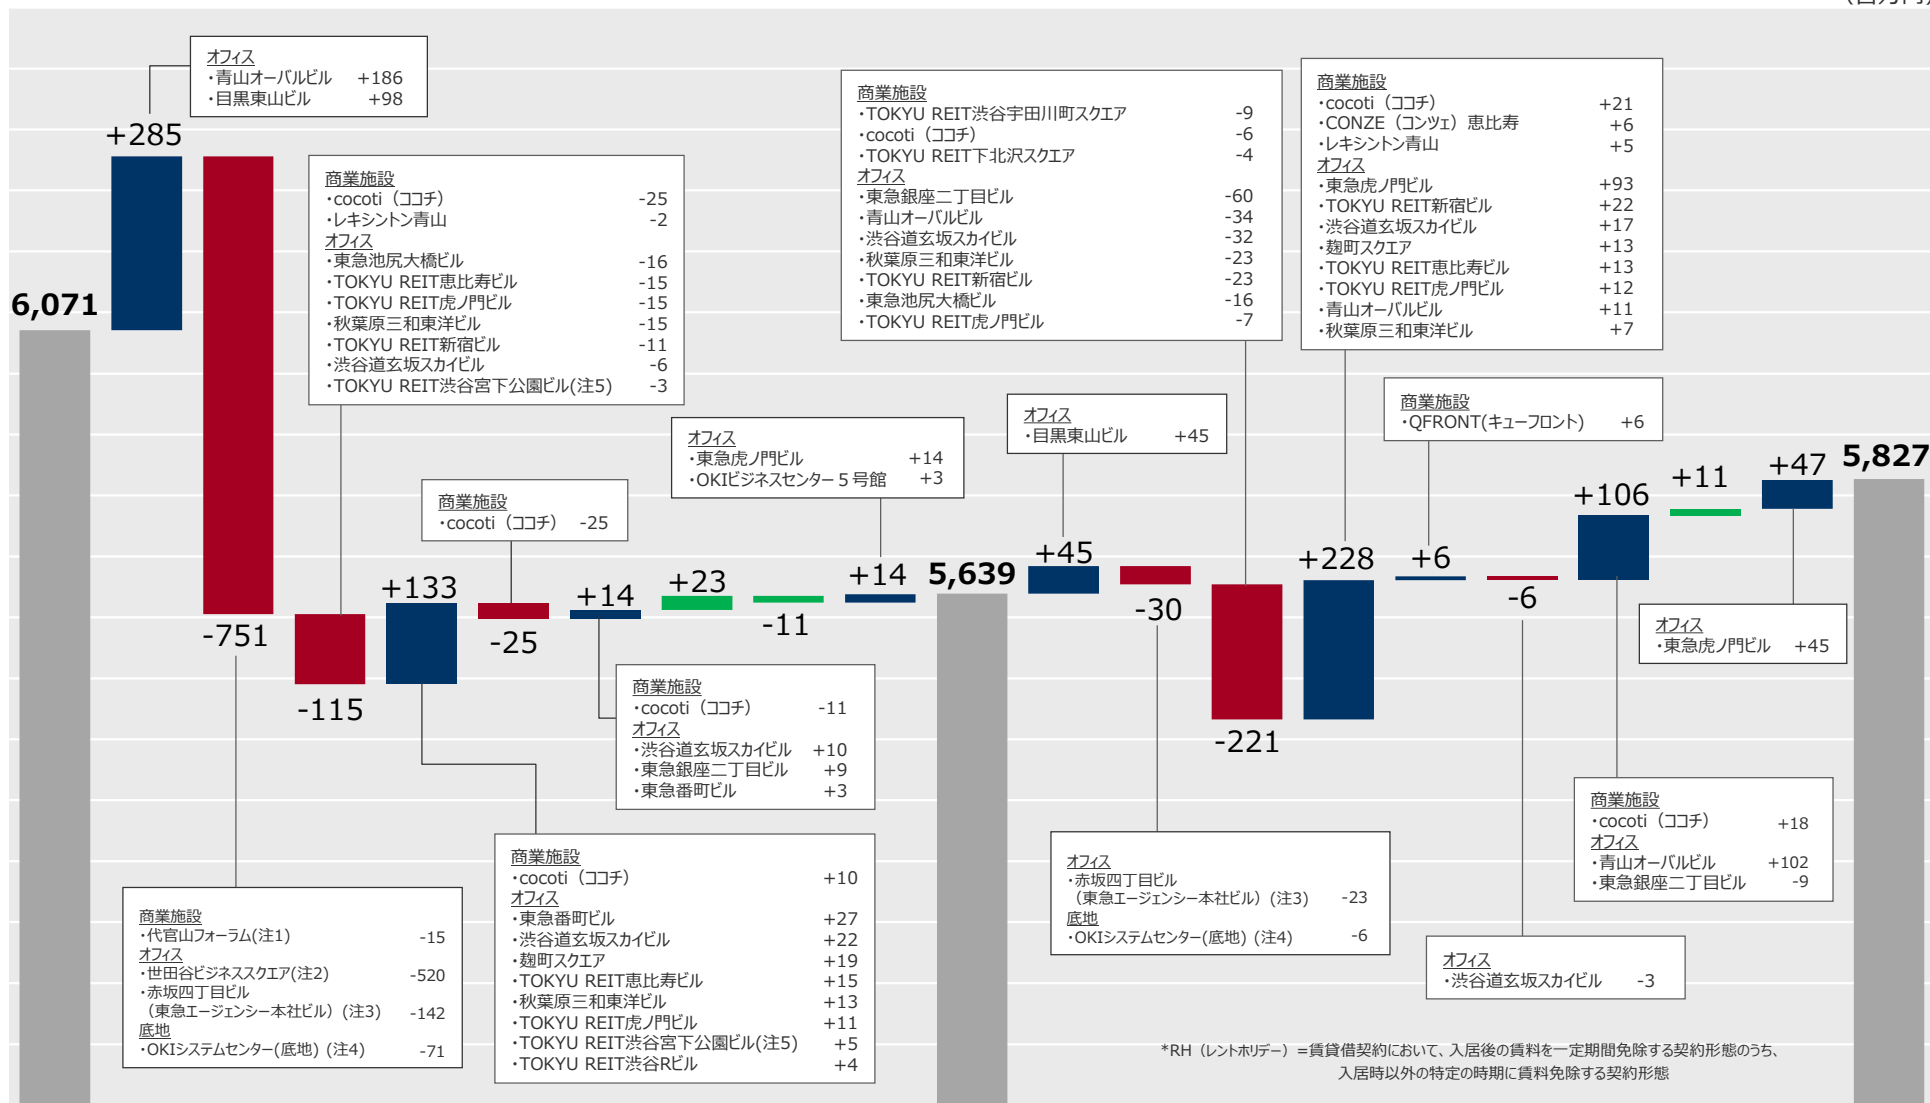 オフィス
・青山オーバルビル +186
・目黒東山ビル +98
+285
6,071
-751
商業施設
・cocoti（ココチ） -25
・レキシントン青山 -2
オフィス
・東急池尻大橋ビル -16
・TOKYU REIT恵比寿ビル -15
・TOKYU REIT虎ノ門ビル -15
・秋葉原三和東洋ビル -15
・TOKYU REIT新宿ビル -11
・渋谷道玄坂スカイビル -6
・TOKYU REIT渋谷宮下公園ビル(注5) -3
-115
商業施設
・代官山フォーラム(注1) -15
オフィス
・世田谷ビジネススクエア(注2) -520
・赤坂四丁目ビル
（東急エージェンシー本社ビル）(注3) -142
底地
・OKIシステムセンター(底地) (注4) -71
+133
商業施設
・cocoti（ココチ） +10
オフィス
・東急番町ビル +27
・渋谷道玄坂スカイビル +22
・麹町スクエア +19
・TOKYU REIT恵比寿ビル +15
・秋葉原三和東洋ビル +13
・TOKYU REIT虎ノ門ビル +11
・TOKYU REIT渋谷宮下公園ビル(注5) +5
・TOKYU REIT渋谷Rビル +4
商業施設
・cocoti（ココチ） -25
-25
+14
商業施設
・cocoti（ココチ） -11
オフィス
・渋谷道玄坂スカイビル +10
・東急銀座二丁目ビル +9
・東急番町ビル +3
+23
-11
オフィス
・東急虎ノ門ビル +14
・OKIビジネスセンター５号館 +3
+14
5,639
オフィス
・目黒東山ビル +45
+45
-30
オフィス
・赤坂四丁目ビル
（東急エージェンシー本社ビル）(注3) -23
底地
・OKIシステムセンター(底地) (注4) -6
商業施設
・TOKYU REIT渋谷宇田川町スクエア -9
・cocoti（ココチ） -6
・TOKYU REIT下北沢スクエア -4
オフィス
・東急銀座二丁目ビル -60
・青山オーバルビル -34
・渋谷道玄坂スカイビル -32
・秋葉原三和東洋ビル -23
・TOKYU REIT新宿ビル -23
・東急池尻大橋ビル -16
・TOKYU REIT虎ノ門ビル -7
-221
商業施設
・cocoti（ココチ） +21
・CONZE（コンツェ）恵比寿 +6
・レキシントン青山 +5
オフィス
・東急虎ノ門ビル +93
・TOKYU REIT新宿ビル +22
・渋谷道玄坂スカイビル +17
・麹町スクエア +13
・TOKYU REIT恵比寿ビル +13
・TOKYU REIT虎ノ門ビル +12
・青山オーバルビル +11
・秋葉原三和東洋ビル +7
+228
商業施設
・QFRONT(キューフロント) +6
+6
-6
オフィス
・渋谷道玄坂スカイビル -3
+106
商業施設
・cocoti（ココチ） +18
オフィス
・青山オーバルビル +102
・東急銀座二丁目ビル -9
+11
+47
オフィス
・東急虎ノ門ビル +45
5,827
*RH（レントホリデー）=賃貸借契約において、入居後の賃料を一定期間免除する契約形態のうち、
入居時以外の特定の時期に賃料免除する契約形態